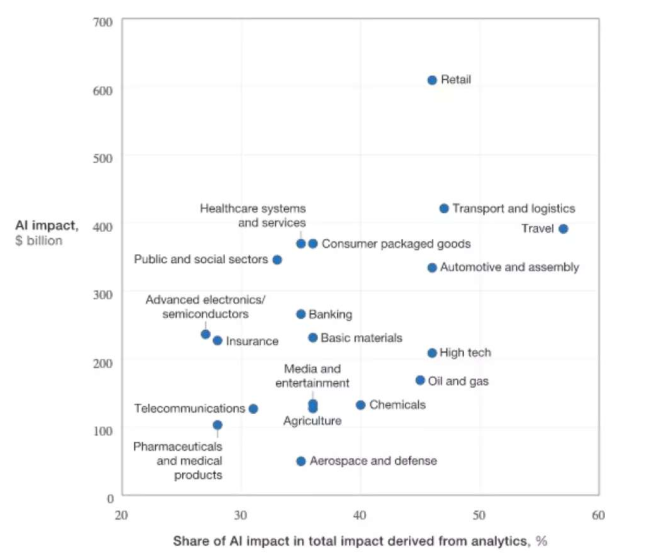 700
600
500
400
300
200
100
0
AI impact,
$ billion
Retail
Healthcare systems
and services
Transport and logistics
Travel
Consumer packaged goods
Public and social sectors
Automotive and assembly
Advanced electronics/
semiconductors
Banking
Insurance
Basic materials
High tech
Media and
entertainment
Oil and gas
Telecommunications
Chemicals
Agriculture
Pharmaceuticals
and medical
products
Aerospace and defense
20
30
40
50
60
Share of AI impact in total impact derived from analytics, %